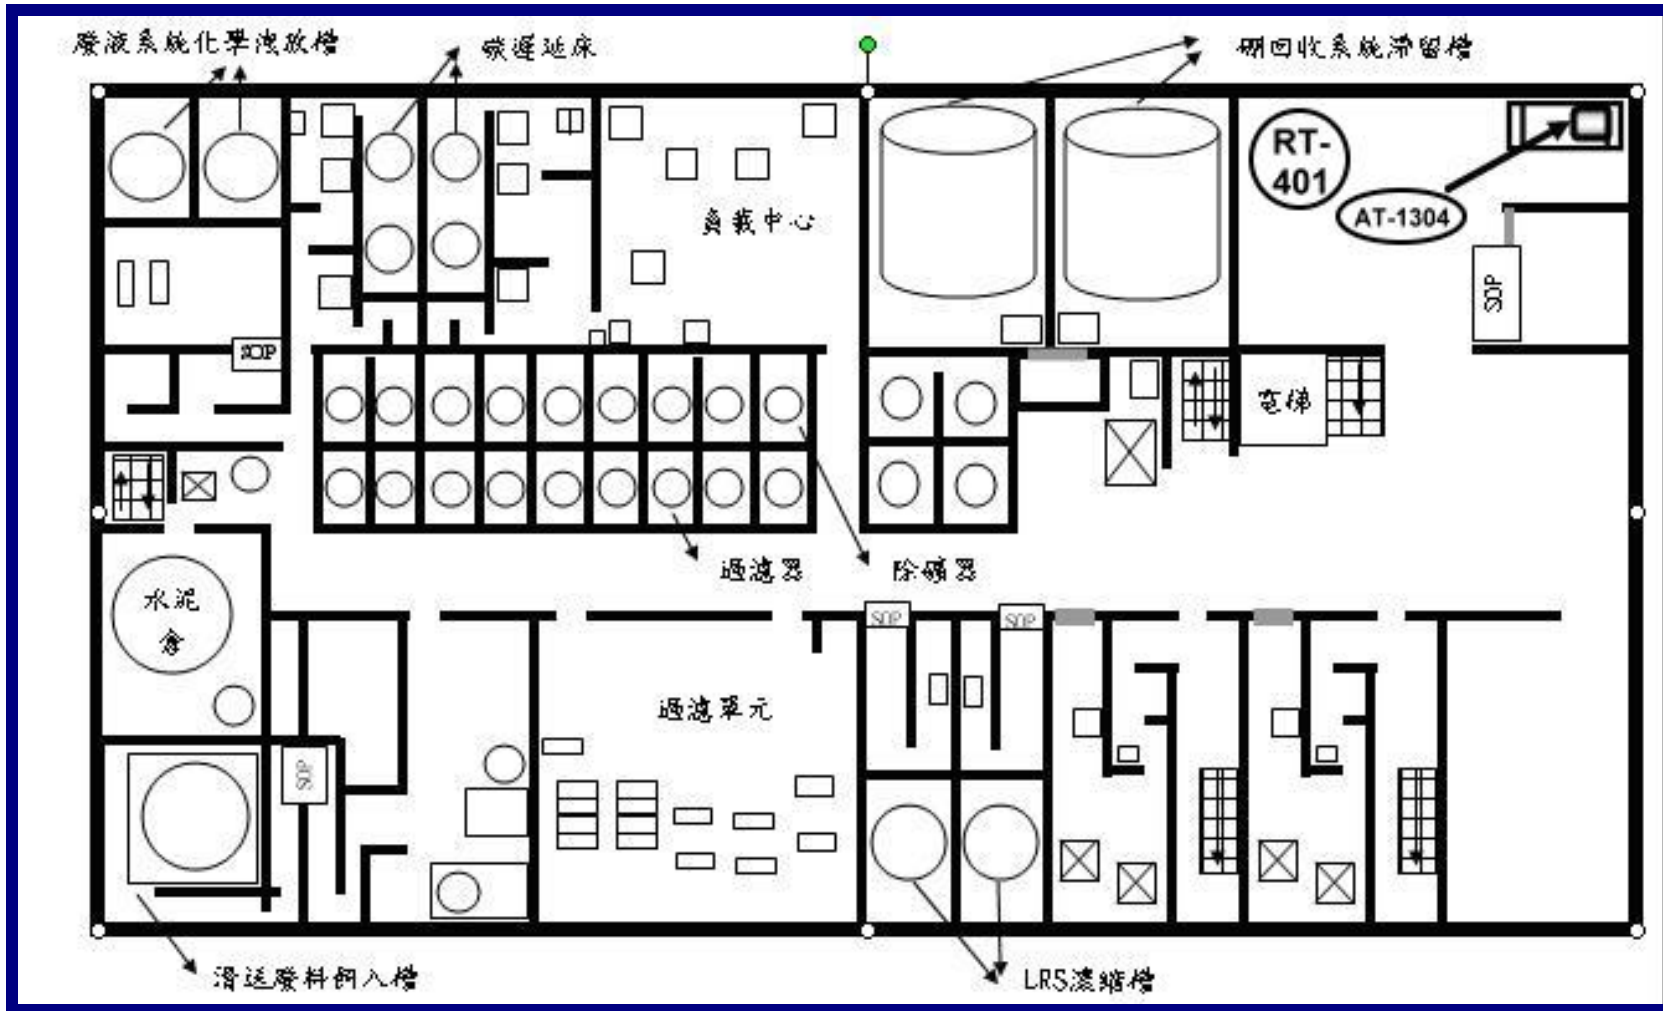 廢液系統化學洩放槽
碳遲延床
硼回收系統滯留槽
RT-
401
AT-1304
負載中心
SOP
SOP
電梯
過濾器
除礦器
水泥
倉
SOP
SOP
過濾單元
SOP
滑送廢料飼入槽
LRS濃縮槽